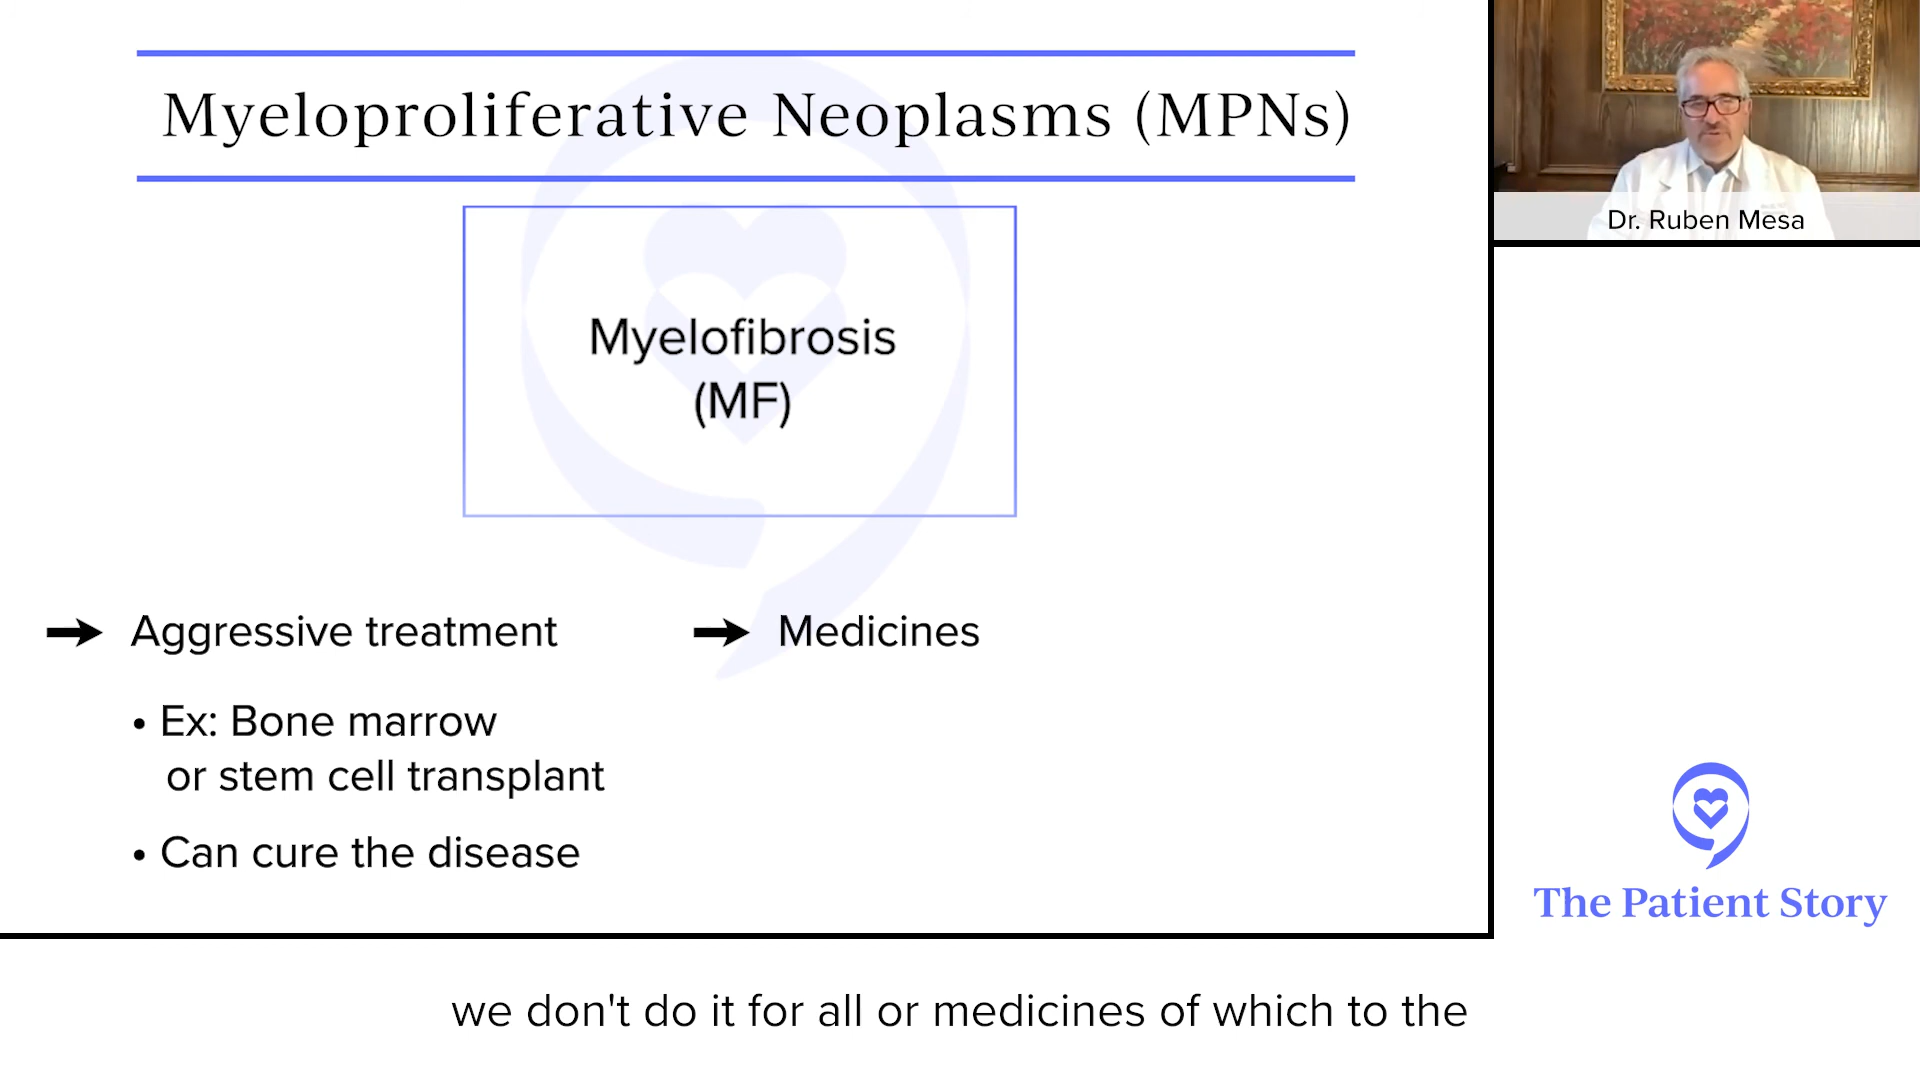 Myeloproliferative Neoplasms (MPNs)
Dr. Ruben Mesa
Myelofibrosis
(MF)
Aggressive treatment
• Ex: Bone marrow
or stem cell transplant
• Can cure the disease
Medicines
The Patient Story
we don't do it for all or medicines of which to the